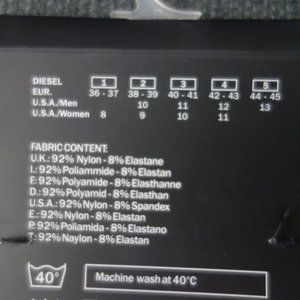 DIESEL 1 2 3 4 5
EUR. 36 - 37 38 - 39 40 - 41 42 - 43 44 - 45
U.S.A./Men 10 11 12 13
U.S.A./Women 8 9 10 11
FABRIC CONTENT:
U.K.: 92% Nylon - 8% Elastane
I.: 92% Poliammide - 8% Elastan
F.: 92% Polyamide - 8% Elasthanne
D.: 92% Polyamid - 8% Elasthan
U.S.A.: 92% Nylon - 8% Spandex
E.: 92% Nylon - 8% Elastan
P.: 92% Poliamida - 8% Elastano
T.: 92% Naylon - 8% Elastan
40° Machine wash at 40°C